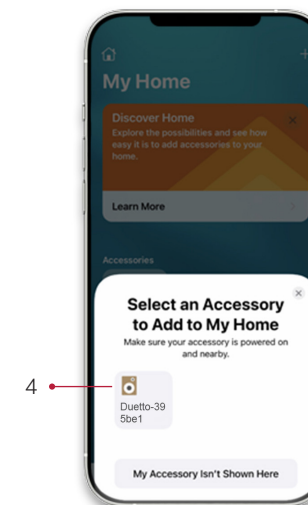 My Home
Discover Home
Explore the possibilities and see how
easy it is to add accessories to your
home.
Learn More
Accessories
Select an Accessory
to Add to My Home
Make sure your accessory is powered on
and nearby.
4
Duetto-39
5be1
My Accessory Isn't Shown Here